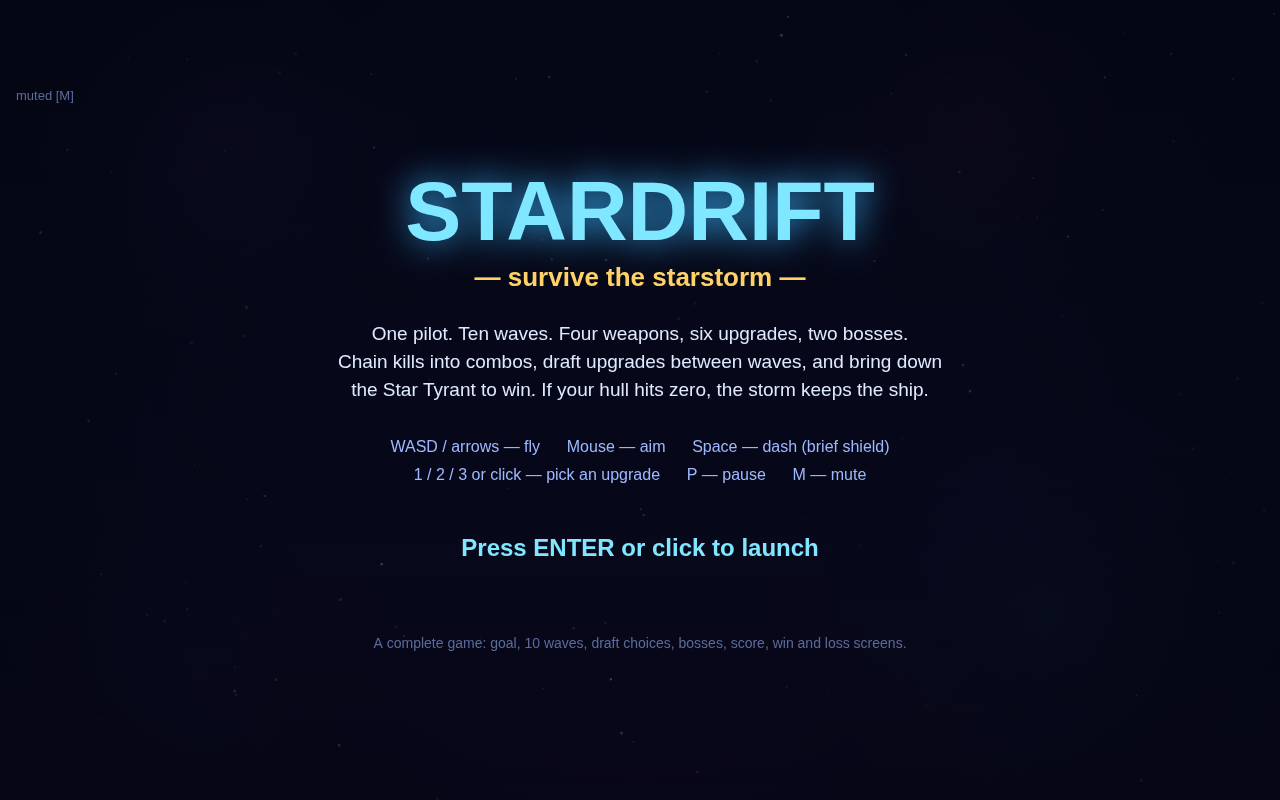 muted [M]
STARDRIFT
— survive the starstorm —
One pilot. Ten waves. Four weapons, six upgrades, two bosses.
Chain kills into combos, draft upgrades between waves, and bring down
the Star Tyrant to win. If your hull hits zero, the storm keeps the ship.
WASD / arrows — fly Mouse — aim Space — dash (brief shield)
1 / 2 / 3 or click — pick an upgrade P — pause M — mute
Press ENTER or click to launch
A complete game: goal, 10 waves, draft choices, bosses, score, win and loss screens.